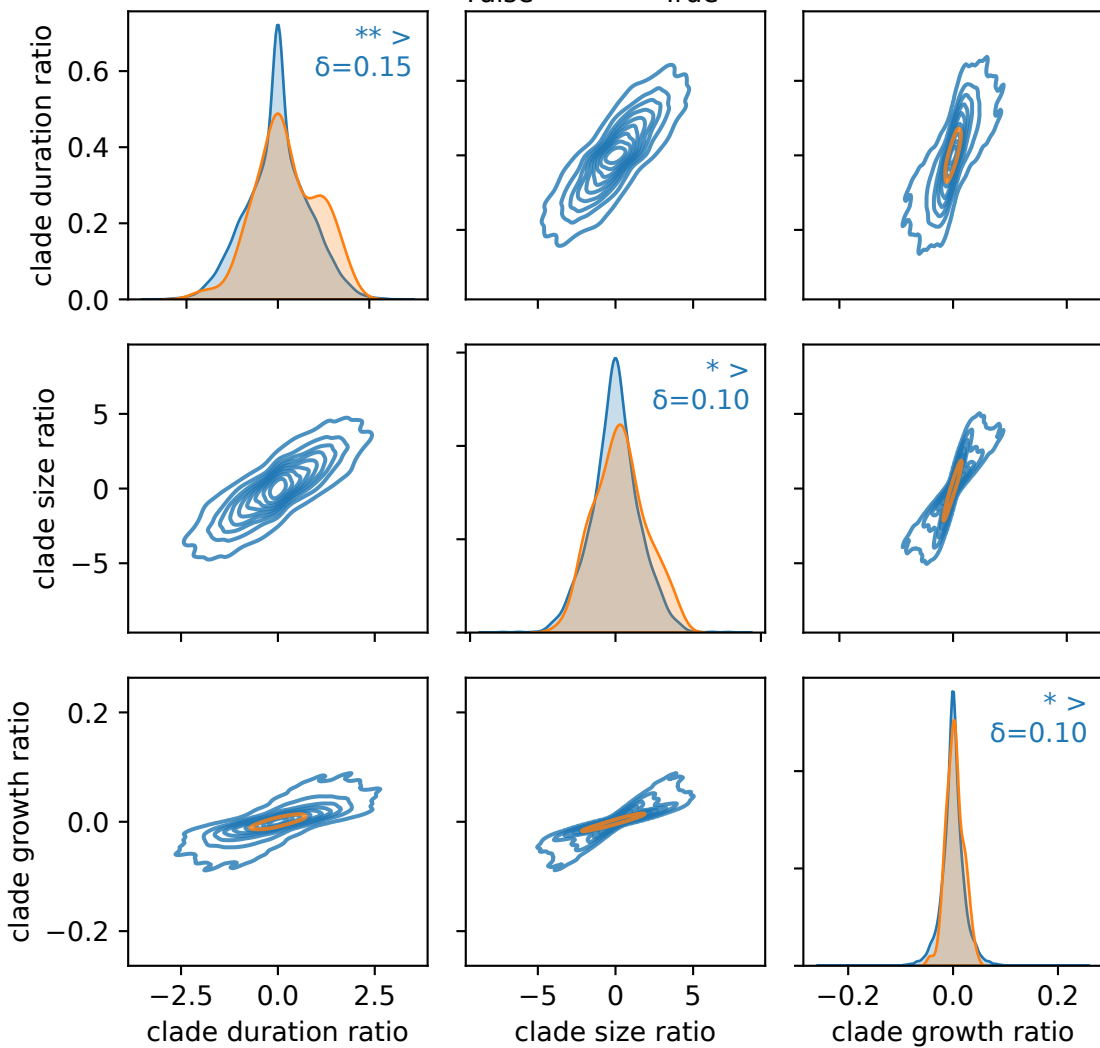 ** >
δ=0.15
clade duration ratio
0.6
0.4
0.2
0.0
* >
δ=0.10
clade size ratio
5
0
−5
* >
δ=0.10
clade growth ratio
0.2
0.0
−0.2
−2.5 0.0 2.5
−5 0 5
−0.2 0.0 0.2
clade duration ratio
clade size ratio
clade growth ratio